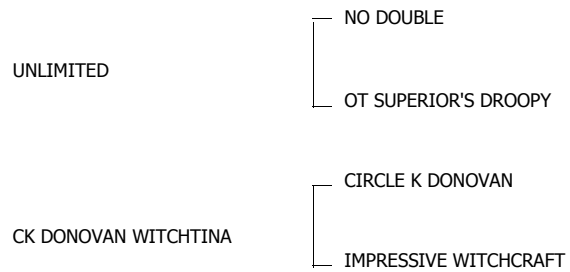 NO DOUBLE
UNLIMITED
OT SUPERIOR'S DROOPY
CIRCLE K DONOVAN
CK DONOVAN WITCHTINA
IMPRESSIVE WITCHCRAFT